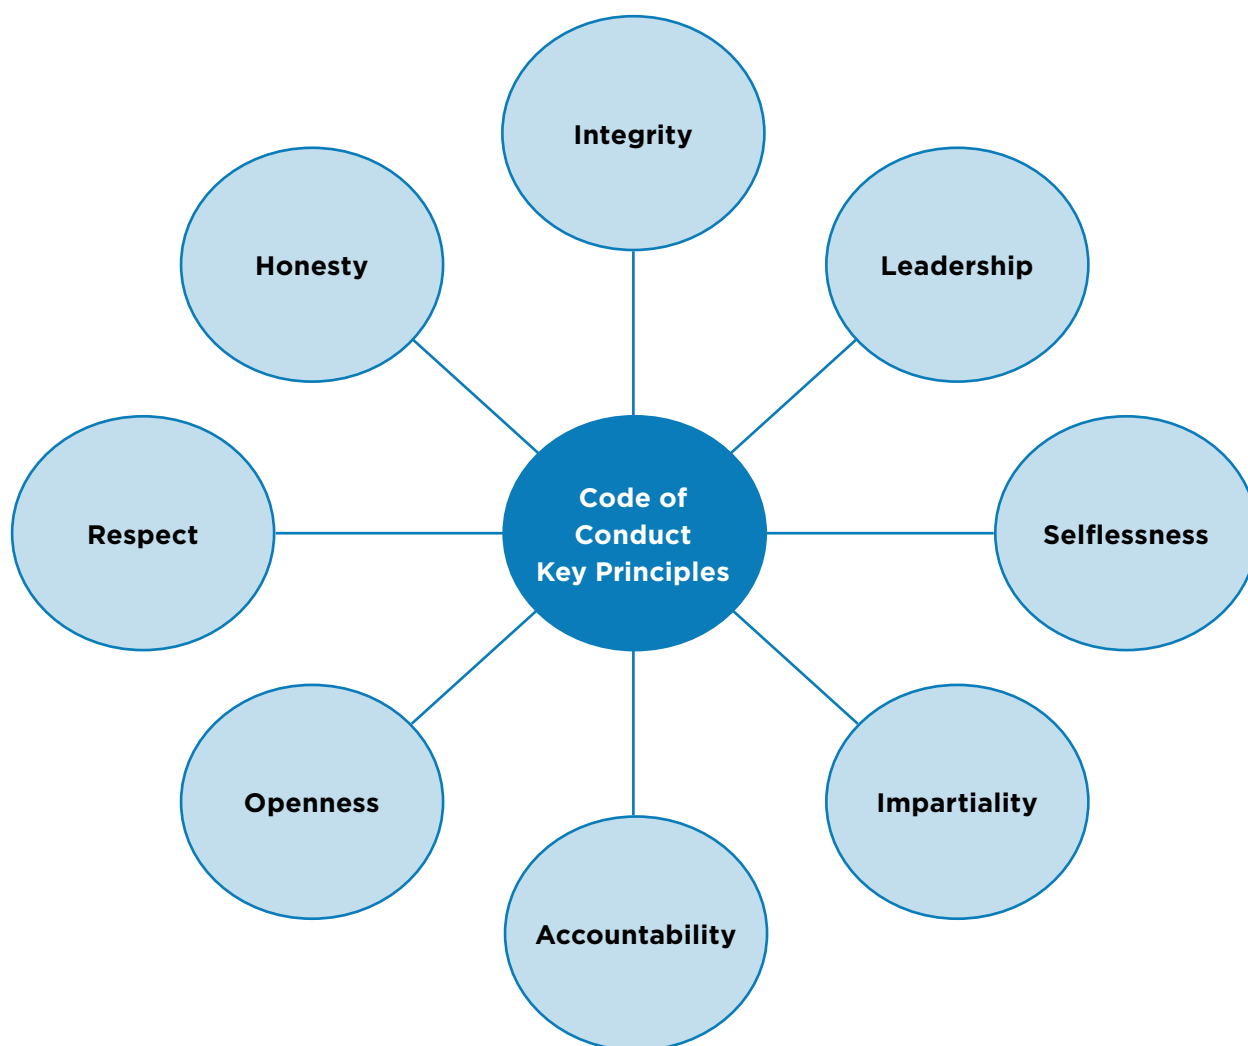 Integrity
Honesty
Leadership
Code of
Conduct
Key Principles
Respect
Selflessness
Openness
Impartiality
Accountability